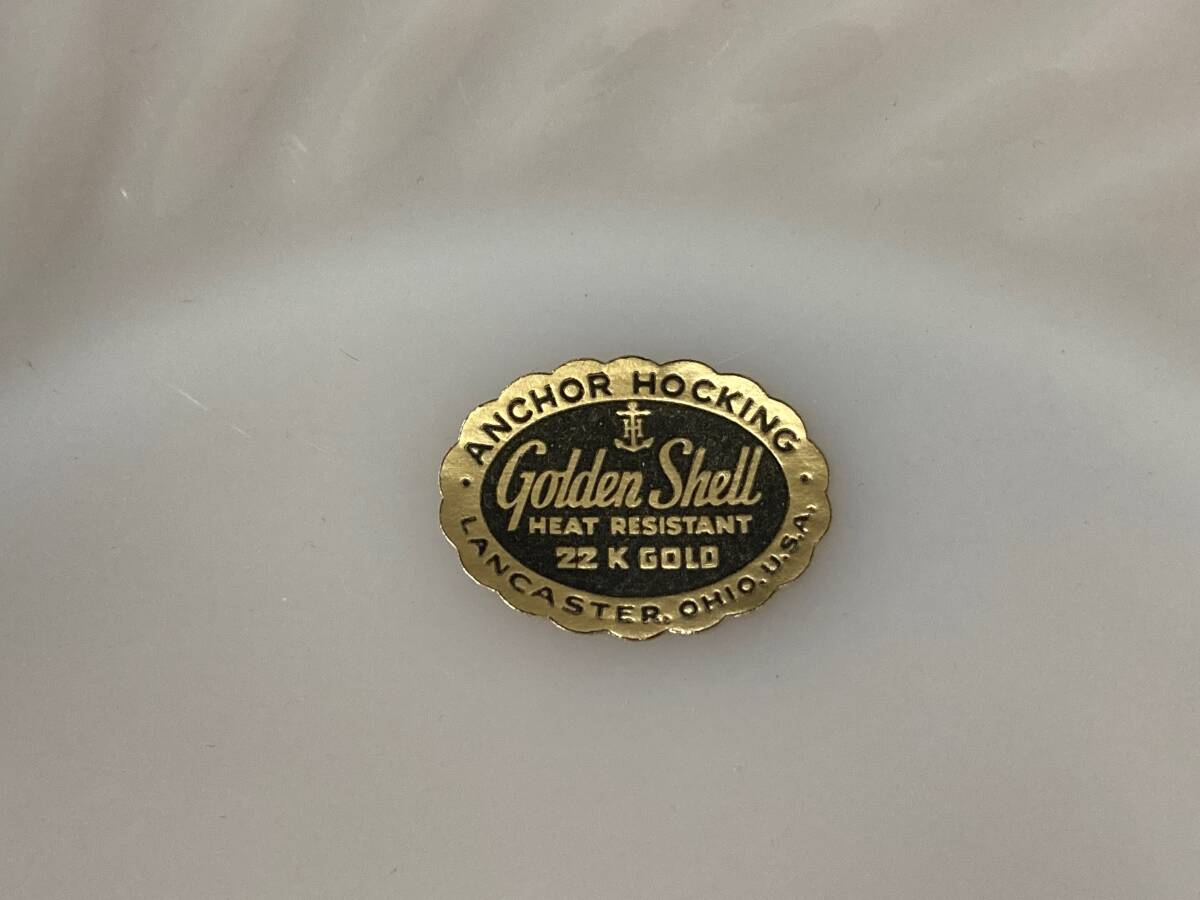 ANCHOR HOCKING
H
Golden Shell
HEAT RESISTANT
22 K GOLD
· LANCASTER, OHIO, U.S.A. ·